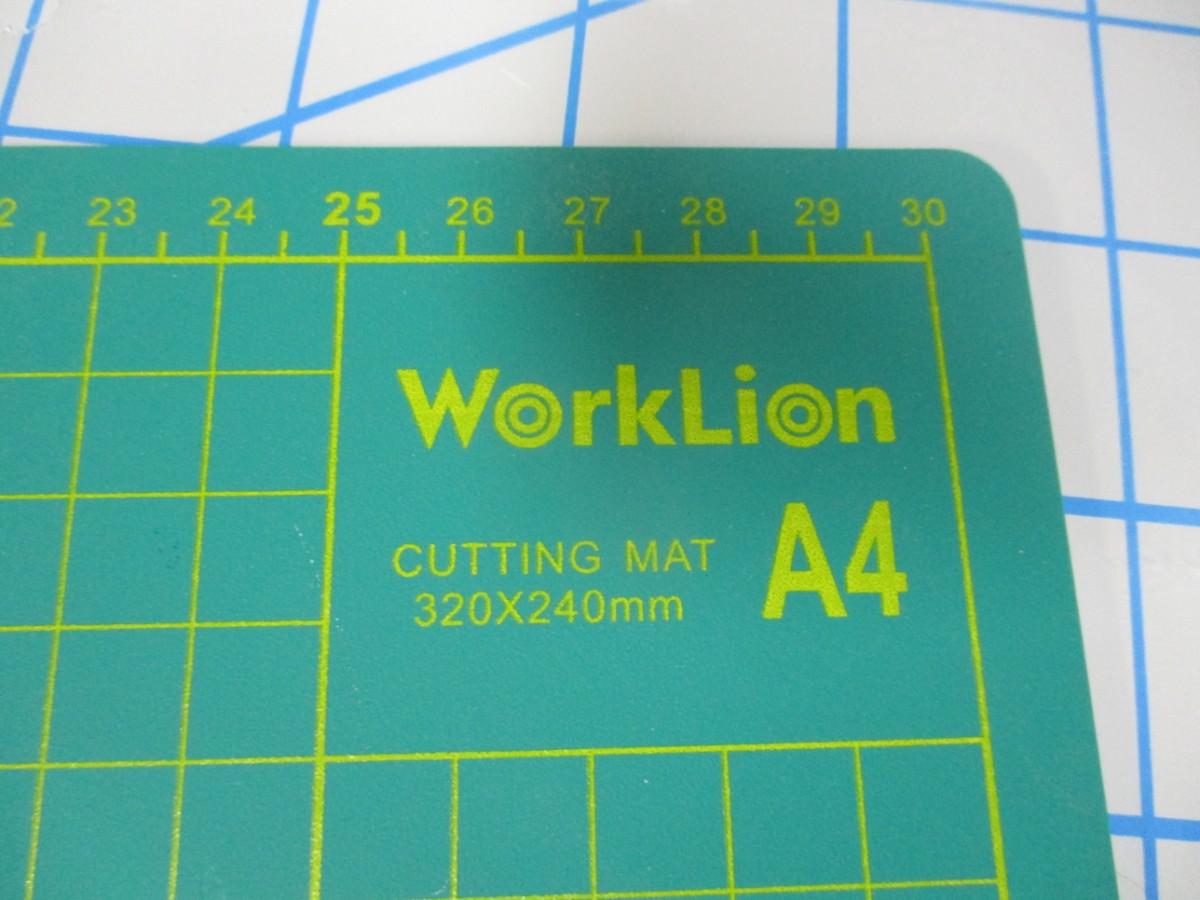 23 24 25 26 27 28 29 30
WorkLion
CUTTING MAT
320X240mm
A4